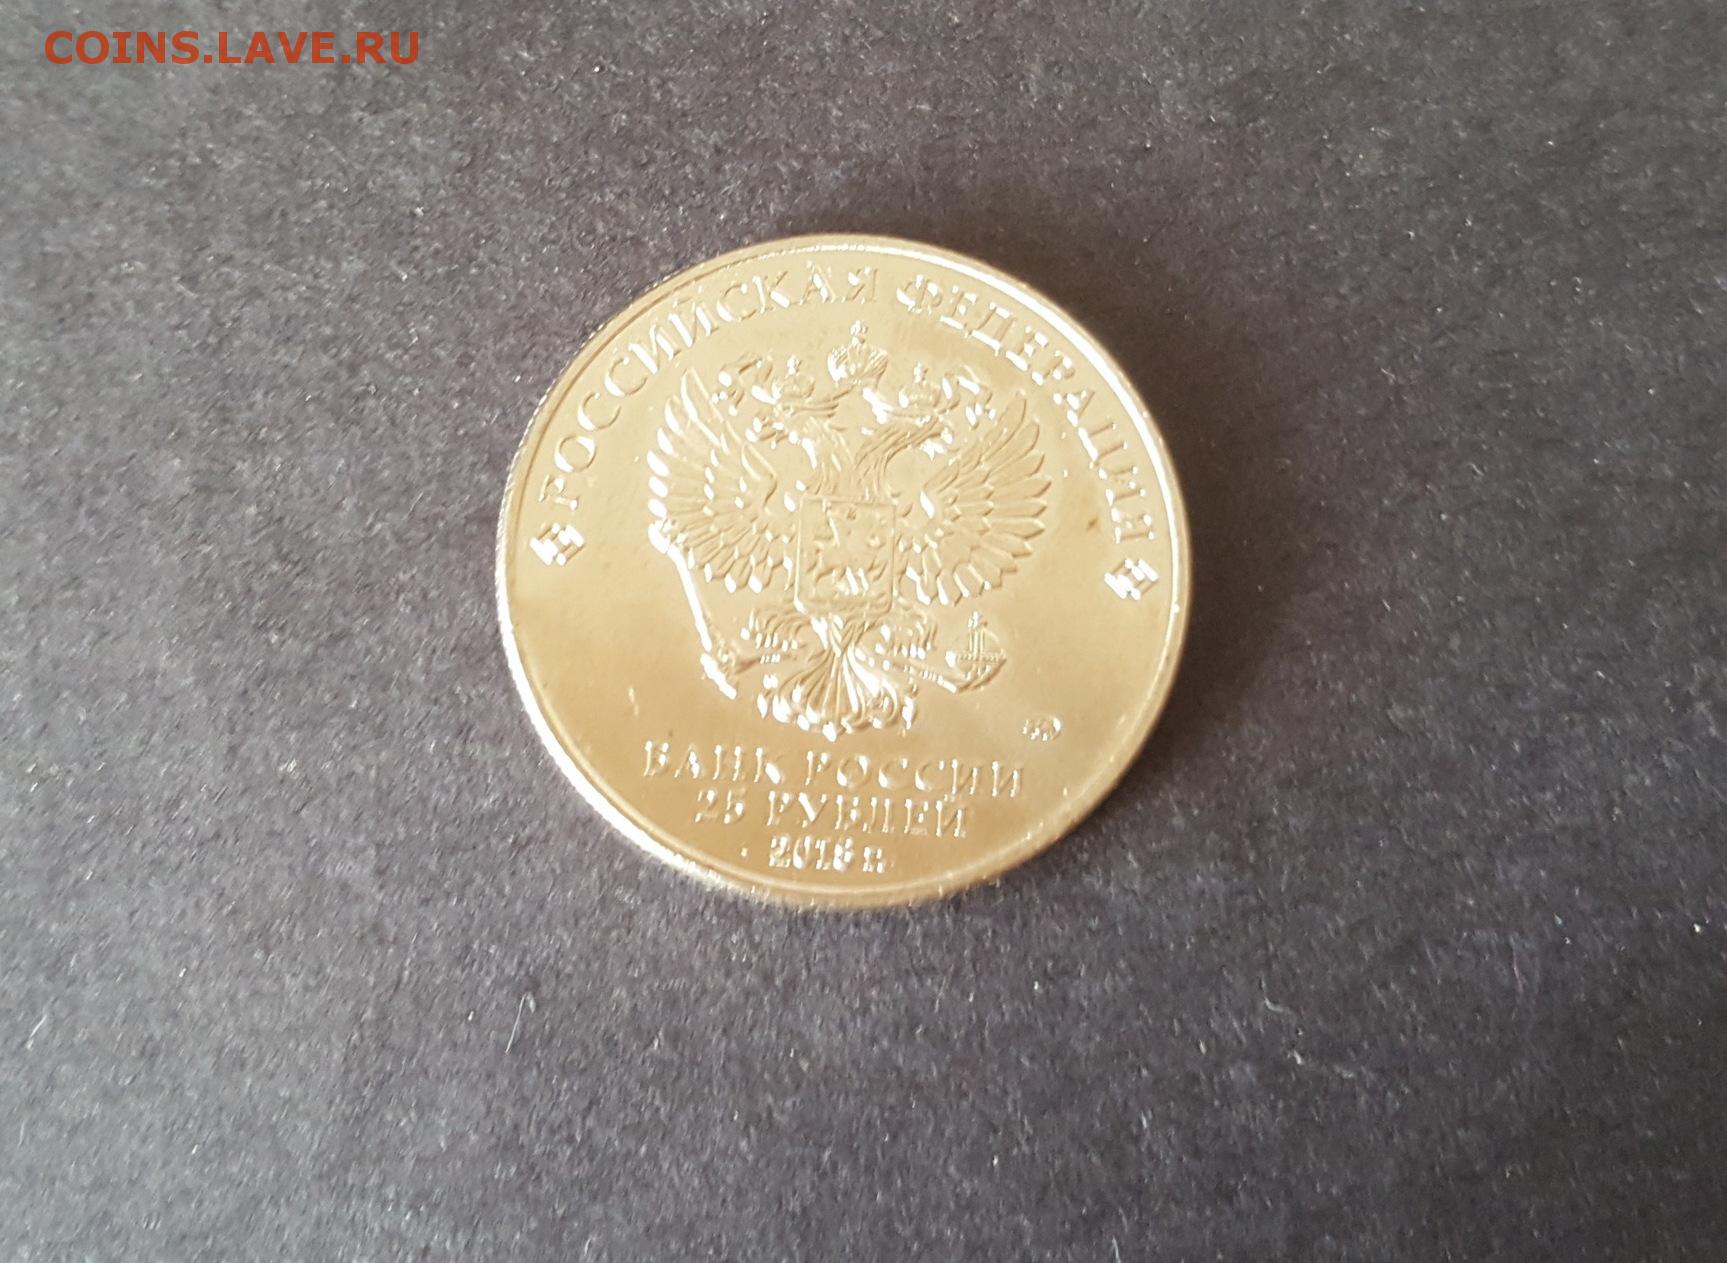 COINS.LAVE.RU
РОССИЙСКАЯ ФЕДЕРАЦИЯ
БАНК РОССИИ
25 РУБЛЕЙ
2018 г.